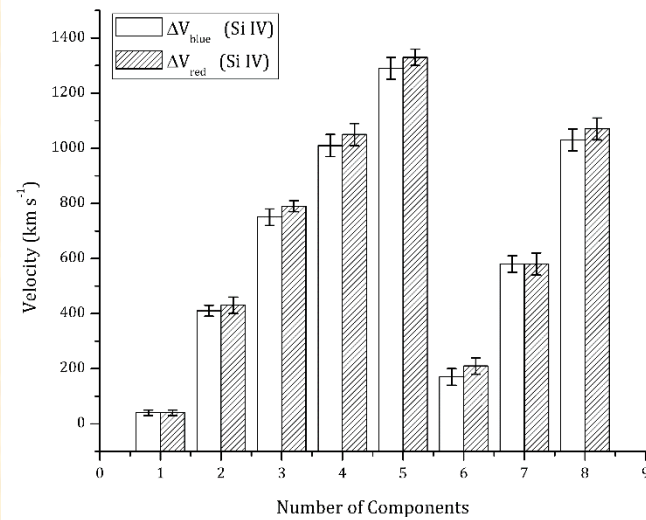 ΔV_blue (Si IV)
ΔV_red (Si IV)
1400
1200
1000
800
600
400
200
0
Velocity (km s⁻¹)
0 1 2 3 4 5 6 7 8 9
Number of Components